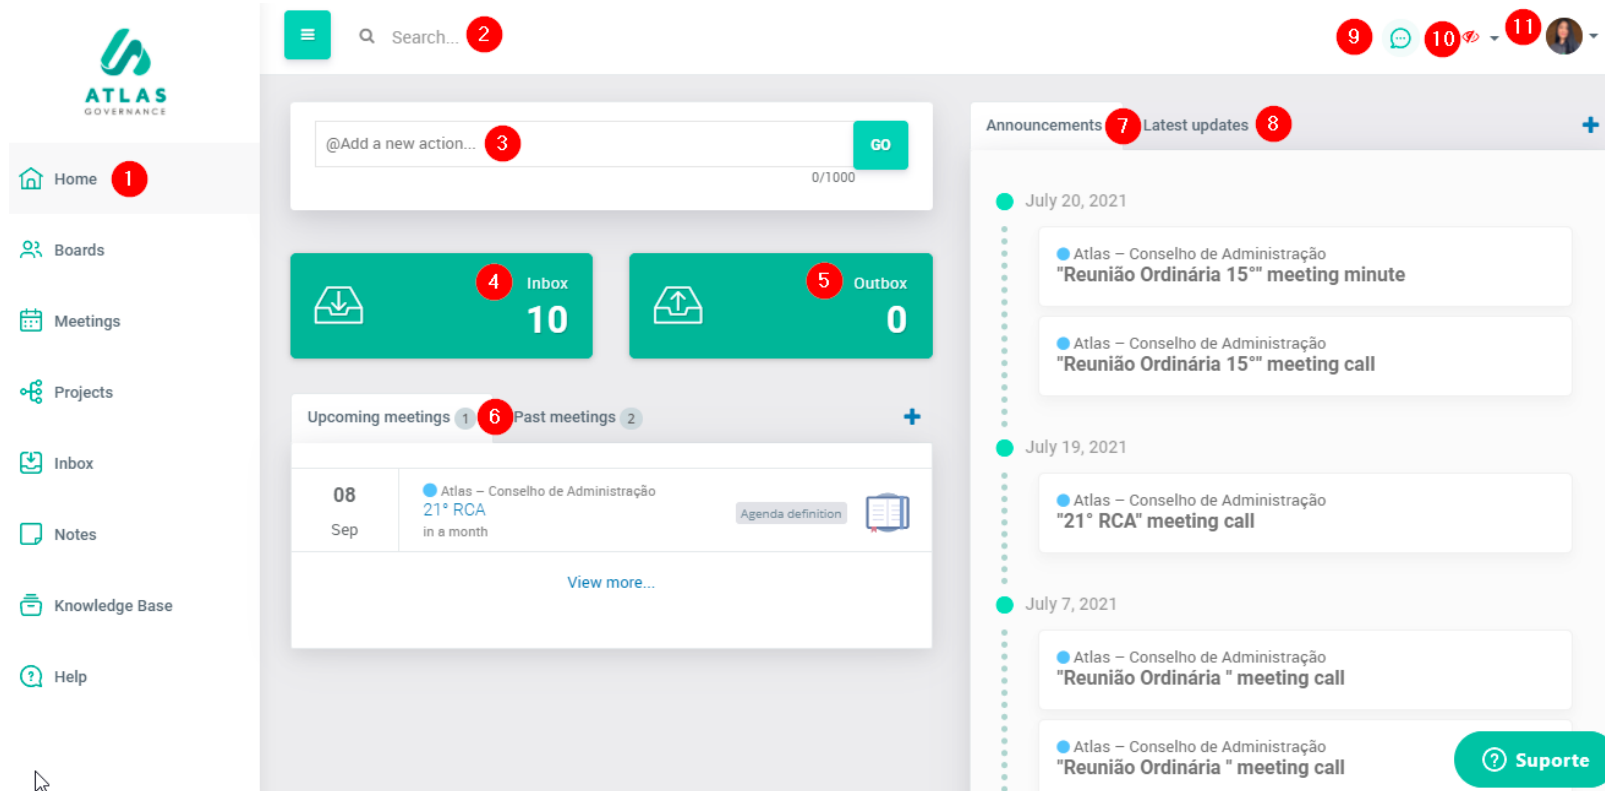 ATLAS
GOVERNANCE
Home 1
Boards
Meetings
Projects
Inbox
Notes
Knowledge Base
Help
Search... 2
9
10
11
@Add a new action... 3
GO
0/1000
4 Inbox
10
5 Outbox
0
Upcoming meetings 1 6 Past meetings 2
08
Sep
Atlas – Conselho de Administração
21° RCA
in a month
Agenda definition
View more...
Announcements 7 Latest updates 8
July 20, 2021
Atlas – Conselho de Administração
"Reunião Ordinária 15°" meeting minute
Atlas – Conselho de Administração
"Reunião Ordinária 15°" meeting call
July 19, 2021
Atlas – Conselho de Administração
"21° RCA" meeting call
July 7, 2021
Atlas – Conselho de Administração
"Reunião Ordinária " meeting call
Atlas – Conselho de Administração
"Reunião Ordinária " meeting call
Suporte